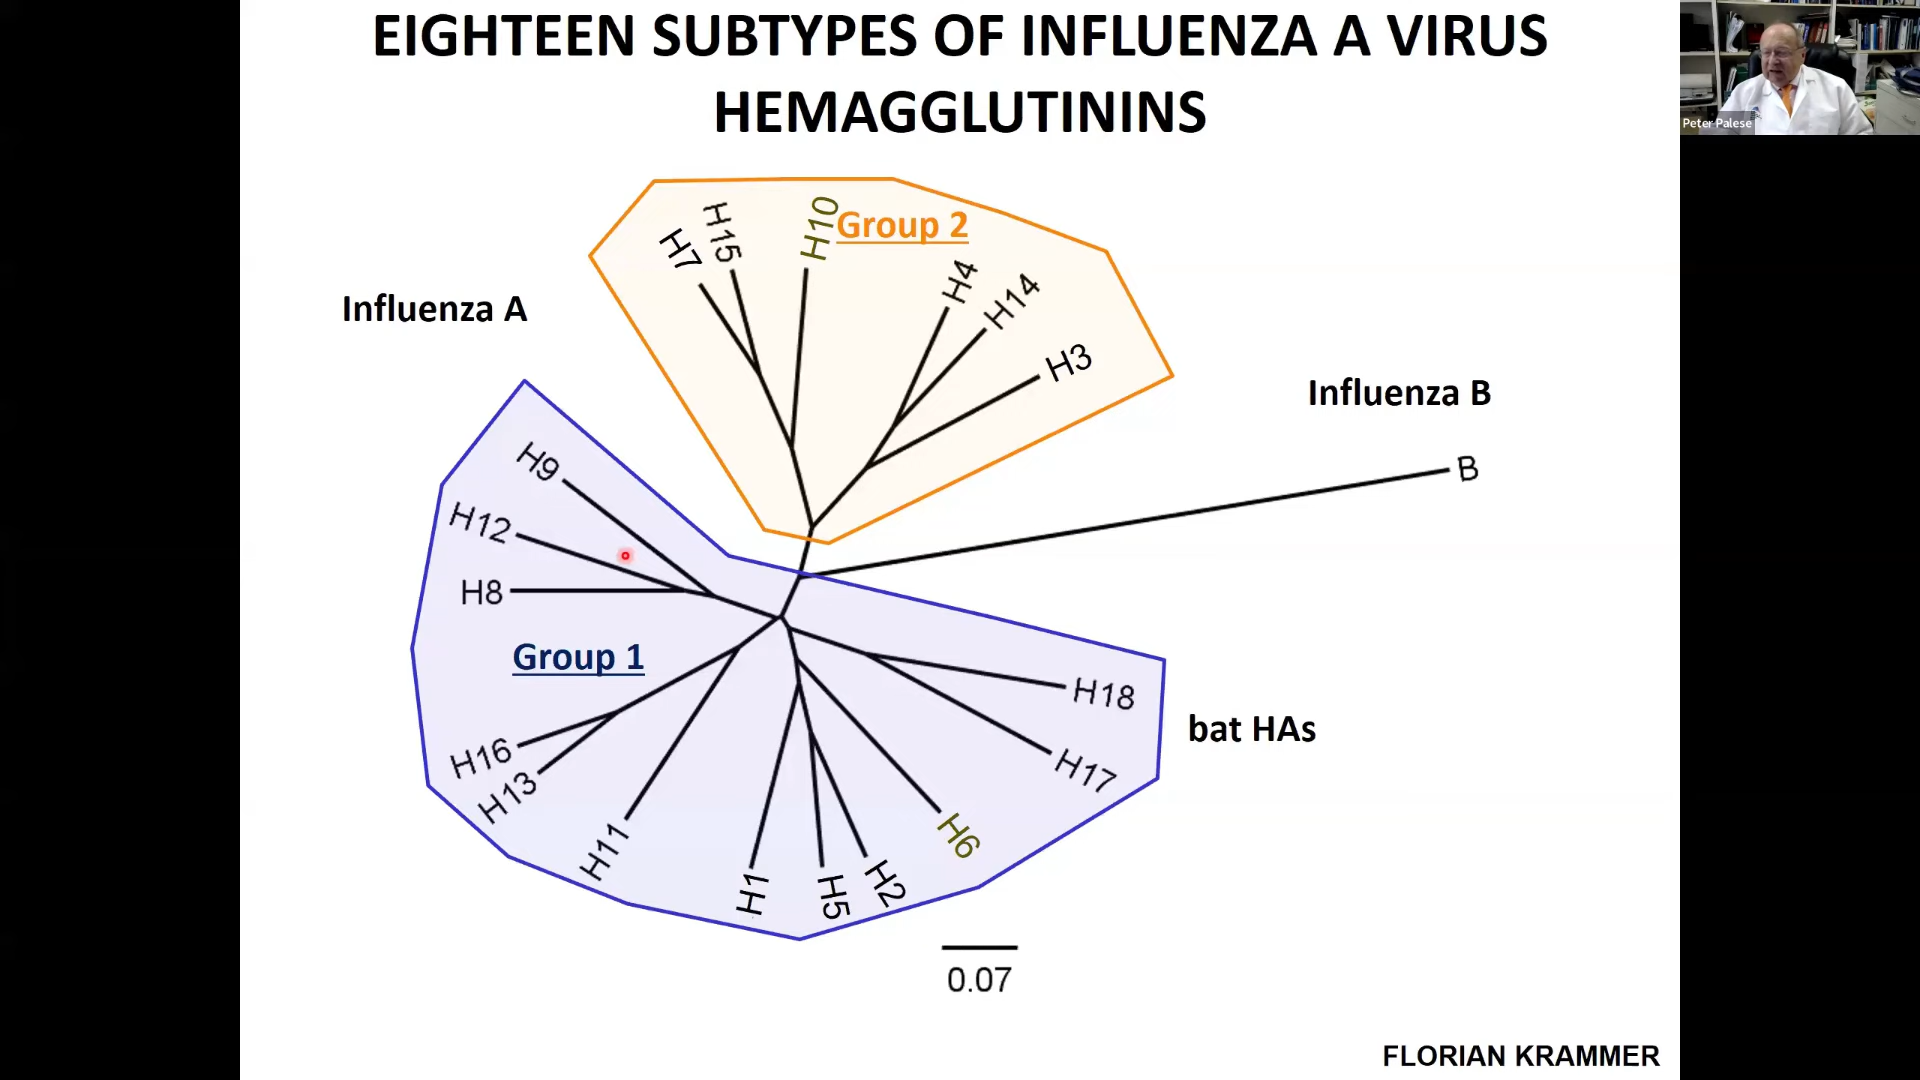 EIGHTEEN SUBTYPES OF INFLUENZA A VIRUS
HEMAGGLUTININS
Peter Palese
H7
H15
H10
Group 2
H4
H14
H3
Influenza A
Influenza B
B
H9
H12
H8
Group 1
H18
bat HAs
H17
H16
H13
H11
H1
H5
H2
H6
0.07
FLORIAN KRAMMER